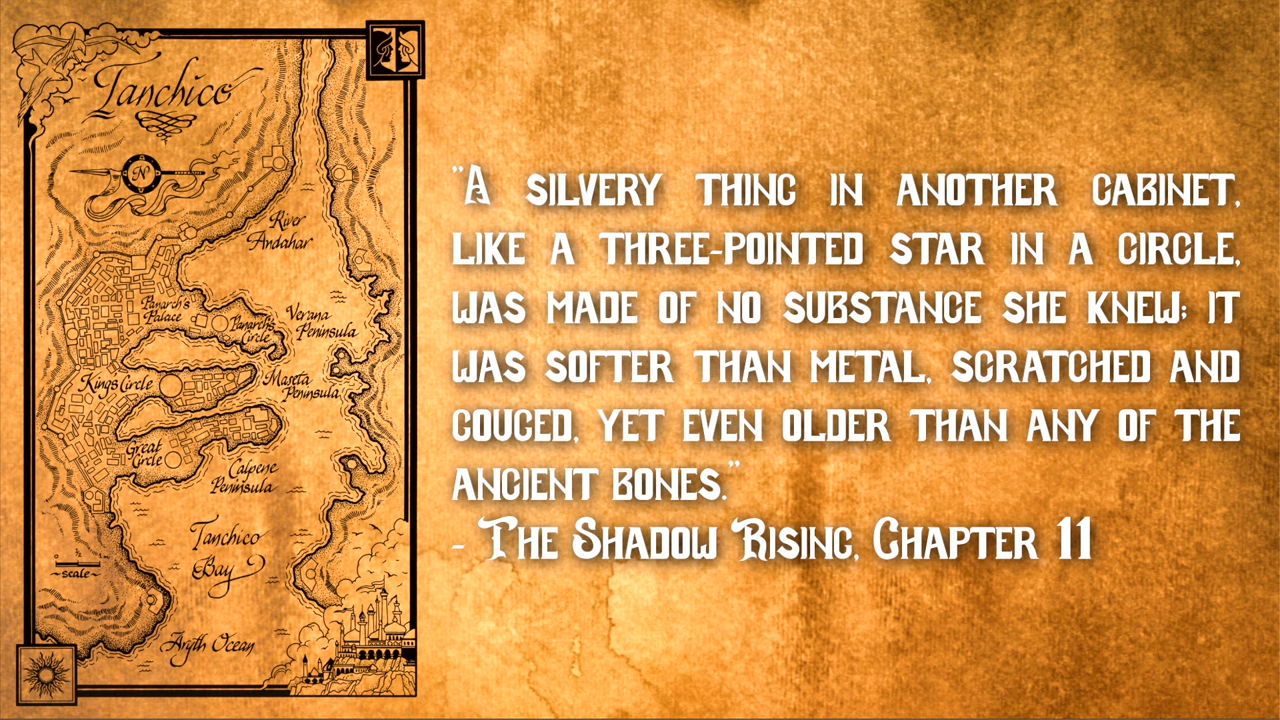 Tanchico
N
River
Andahar
Panarch's
Palace
Panarch's
Circle
Verana
Peninsula
King's Circle
Maseta
Peninsula
Great
Circle
Calpene
Peninsula
Tanchico
Bay
~scale~
Aryth Ocean
"A SILVERY THING IN ANOTHER CABINET,
LIKE A THREE-POINTED STAR IN A CIRCLE,
WAS MADE OF NO SUBSTANCE SHE KNEW; IT
WAS SOFTER THAN METAL, SCRATCHED AND
GOUGED, YET EVEN OLDER THAN ANY OF THE
ANCIENT BONES."
- The Shadow Rising, Chapter 11